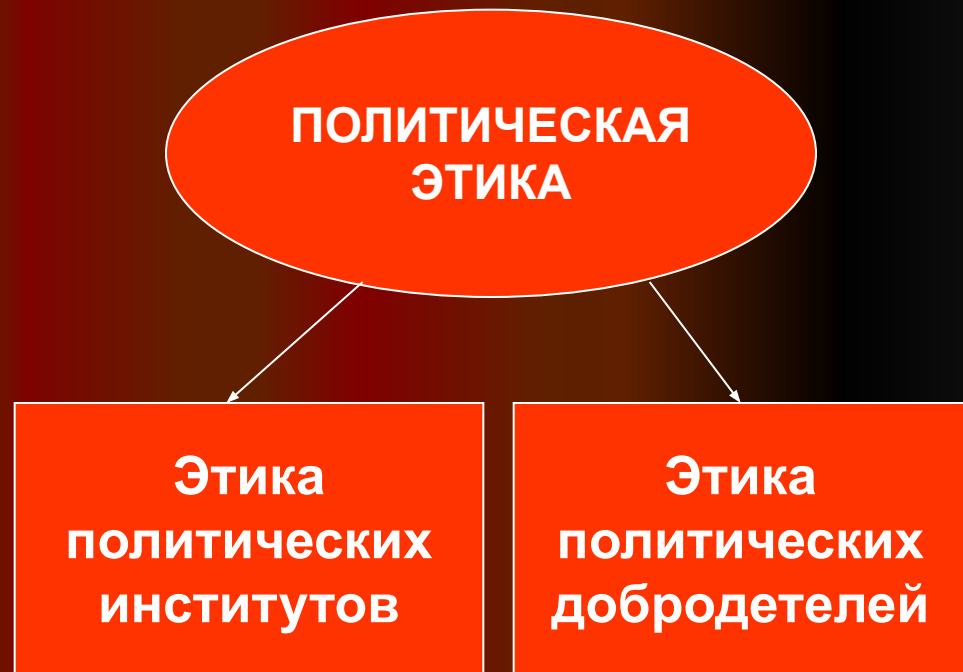 ПОЛИТИЧЕСКАЯ
ЭТИКА
Этика
политических
институтов
Этика
политических
добродетелей